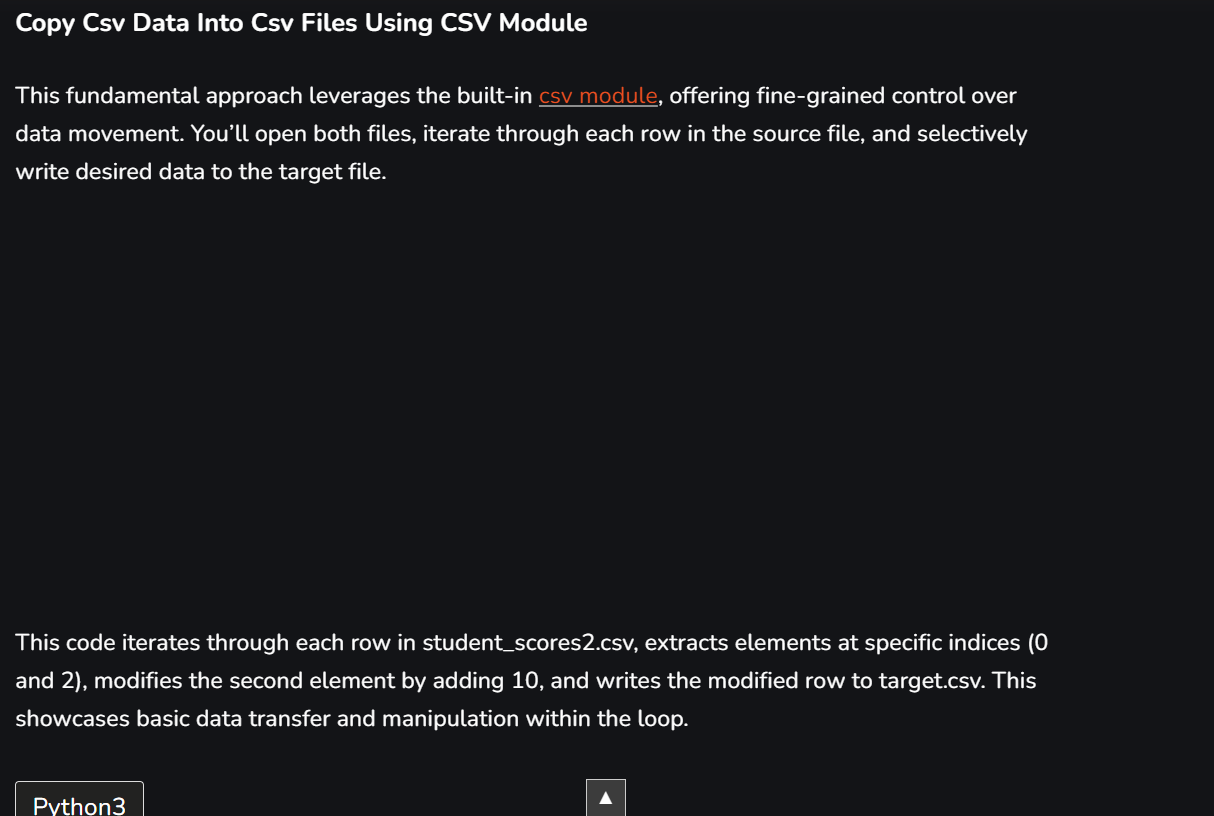 Copy Csv Data Into Csv Files Using CSV Module
This fundamental approach leverages the built-in csv module, offering fine-grained control over
data movement. You’ll open both files, iterate through each row in the source file, and selectively
write desired data to the target file.
This code iterates through each row in student_scores2.csv, extracts elements at specific indices (0
and 2), modifies the second element by adding 10, and writes the modified row to target.csv. This
showcases basic data transfer and manipulation within the loop.
Python3